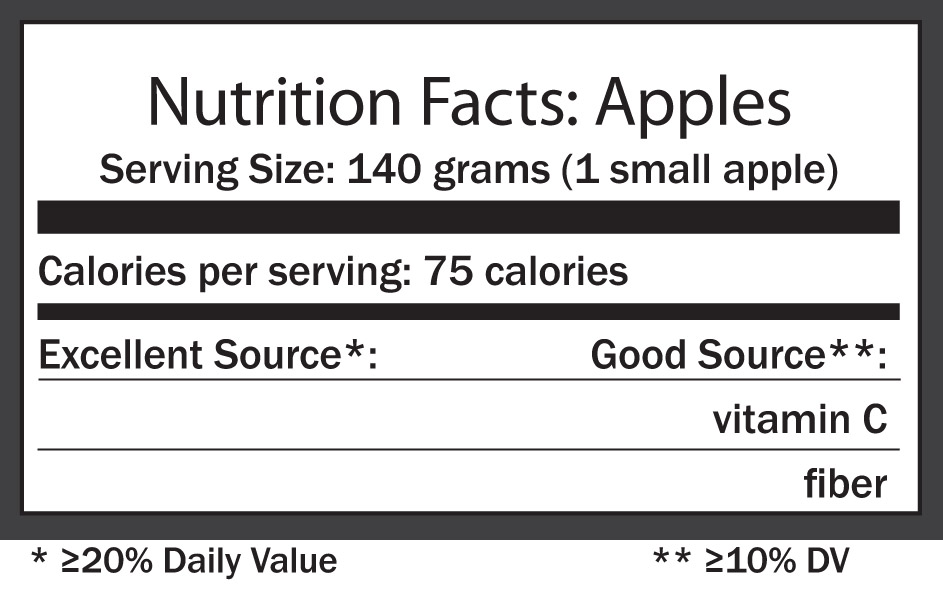 Nutrition Facts: Apples
Serving Size: 140 grams (1 small apple)
Calories per serving: 75 calories
Excellent Source*: Good Source**:
vitamin C
fiber
* ≥20% Daily Value ** ≥10% DV